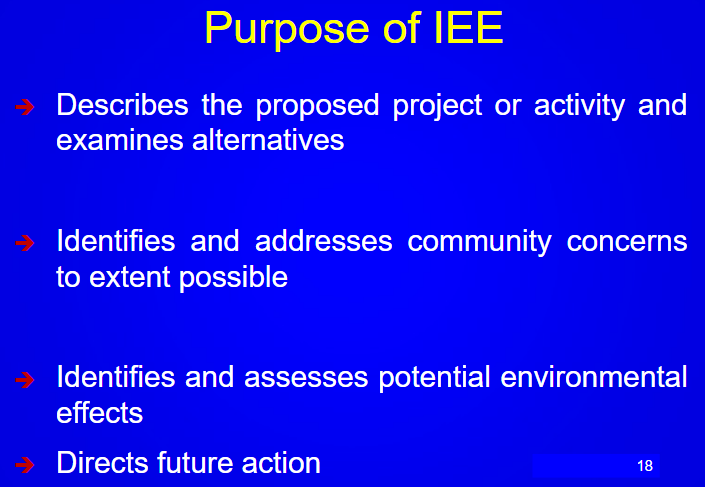 Purpose of IEE
Describes the proposed project or activity and
examines alternatives
Identifies and addresses community concerns
to extent possible
Identifies and assesses potential environmental
effects
Directs future action
18